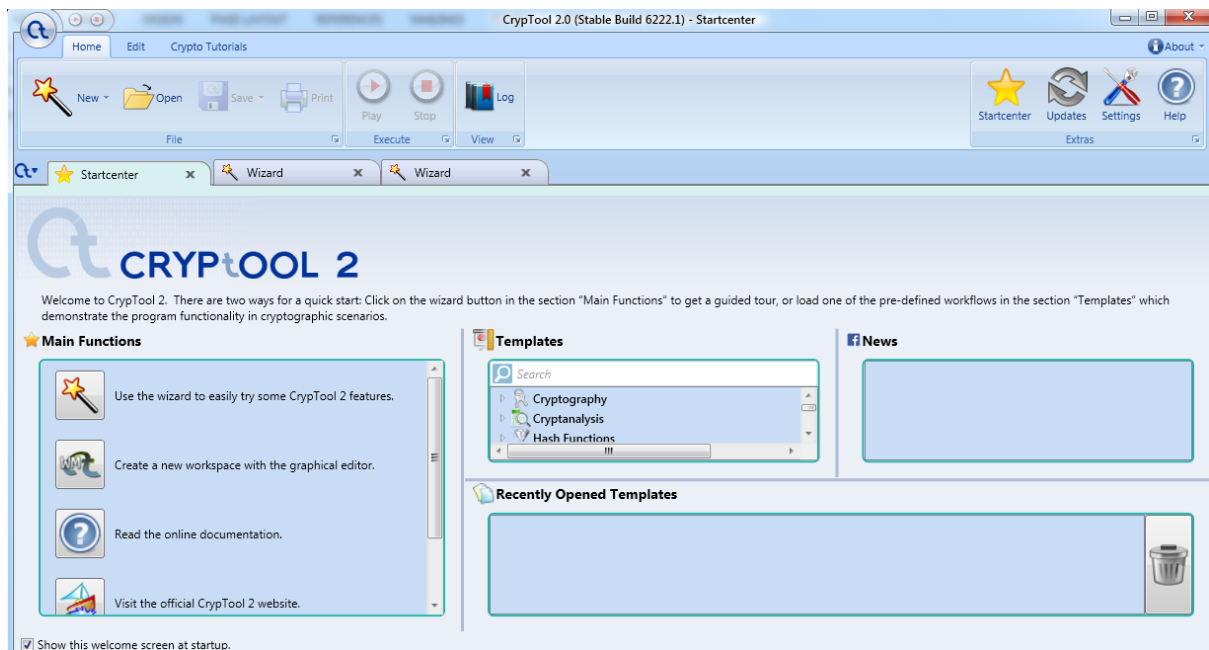 CrypTool 2.0 (Stable Build 6222.1) - Startcenter
Home Edit Crypto Tutorials About
New Open Save Print Play Stop Log Startcenter Updates Settings Help
File Execute View Extras
Startcenter x Wizard x Wizard x
CRYPtOOL 2
Welcome to CrypTool 2. There are two ways for a quick start: Click on the wizard button in the section "Main Functions" to get a guided tour, or load one of the pre-defined workflows in the section "Templates" which
demonstrate the program functionality in cryptographic scenarios.
Main Functions
Use the wizard to easily try some CrypTool 2 features.
Create a new workspace with the graphical editor.
Read the online documentation.
Visit the official CrypTool 2 website.
Templates
Search
Cryptography
Cryptanalysis
Hash Functions
News
Recently Opened Templates
Show this welcome screen at startup.